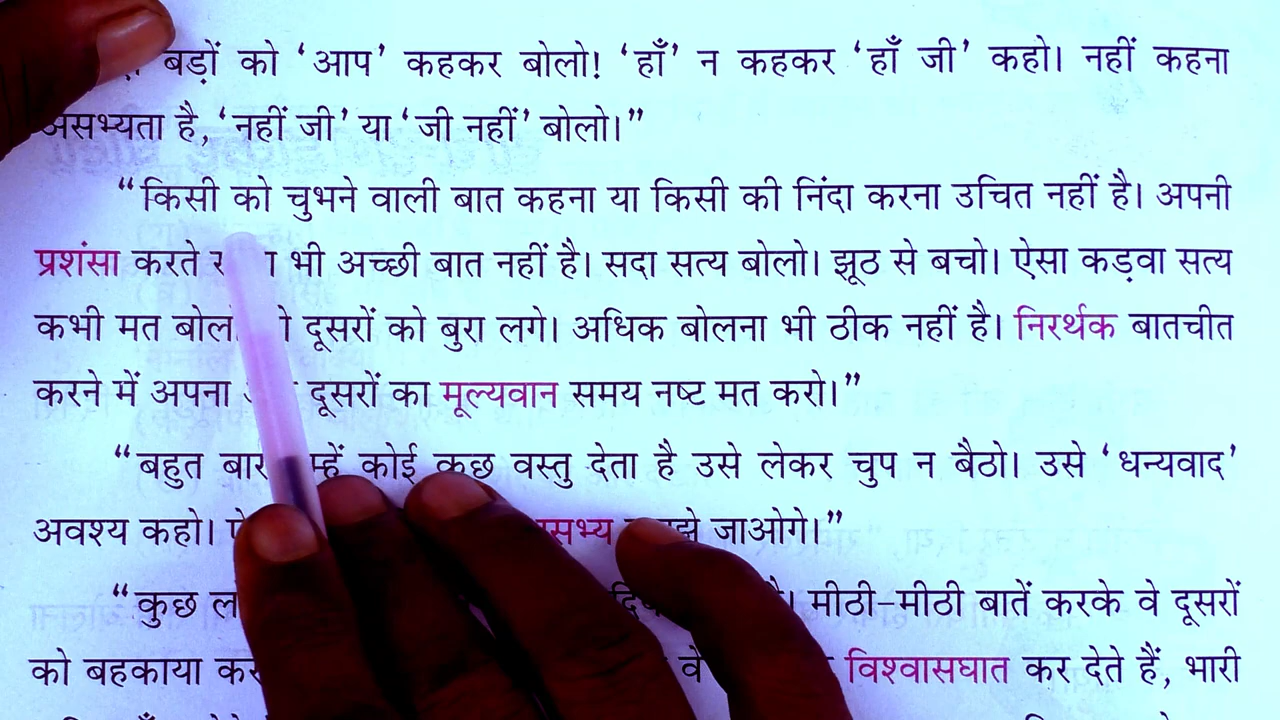 बड़ों को ‘आप’ कहकर बोलो! ‘हाँ’ न कहकर ‘हाँ जी’ कहो। नहीं कहना
असभ्यता है, ‘नहीं जी’ या ‘जी नहीं’ बोलो।”
“किसी को चुभने वाली बात कहना या किसी की निंदा करना उचित नहीं है। अपनी
प्रशंसा करते भी अच्छी बात नहीं है। सदा सत्य बोलो। झूठ से बचो। ऐसा कड़वा सत्य
कभी मत दूसरों को बुरा लगे। अधिक बोलना भी ठीक नहीं है। निरर्थक बातचीत
करने में अपना दूसरों का मूल्यवान समय नष्ट मत करो।”
“बहुत बार कोई कुछ वस्तु देता है उसे लेकर चुप न बैठो। उसे ‘धन्यवाद’
अवश्य कहो। जाओगे।”
“कुछ मीठी-मीठी बातें करके वे दूसरों
को बहकाया वे विश्वासघात कर देते हैं, भारी